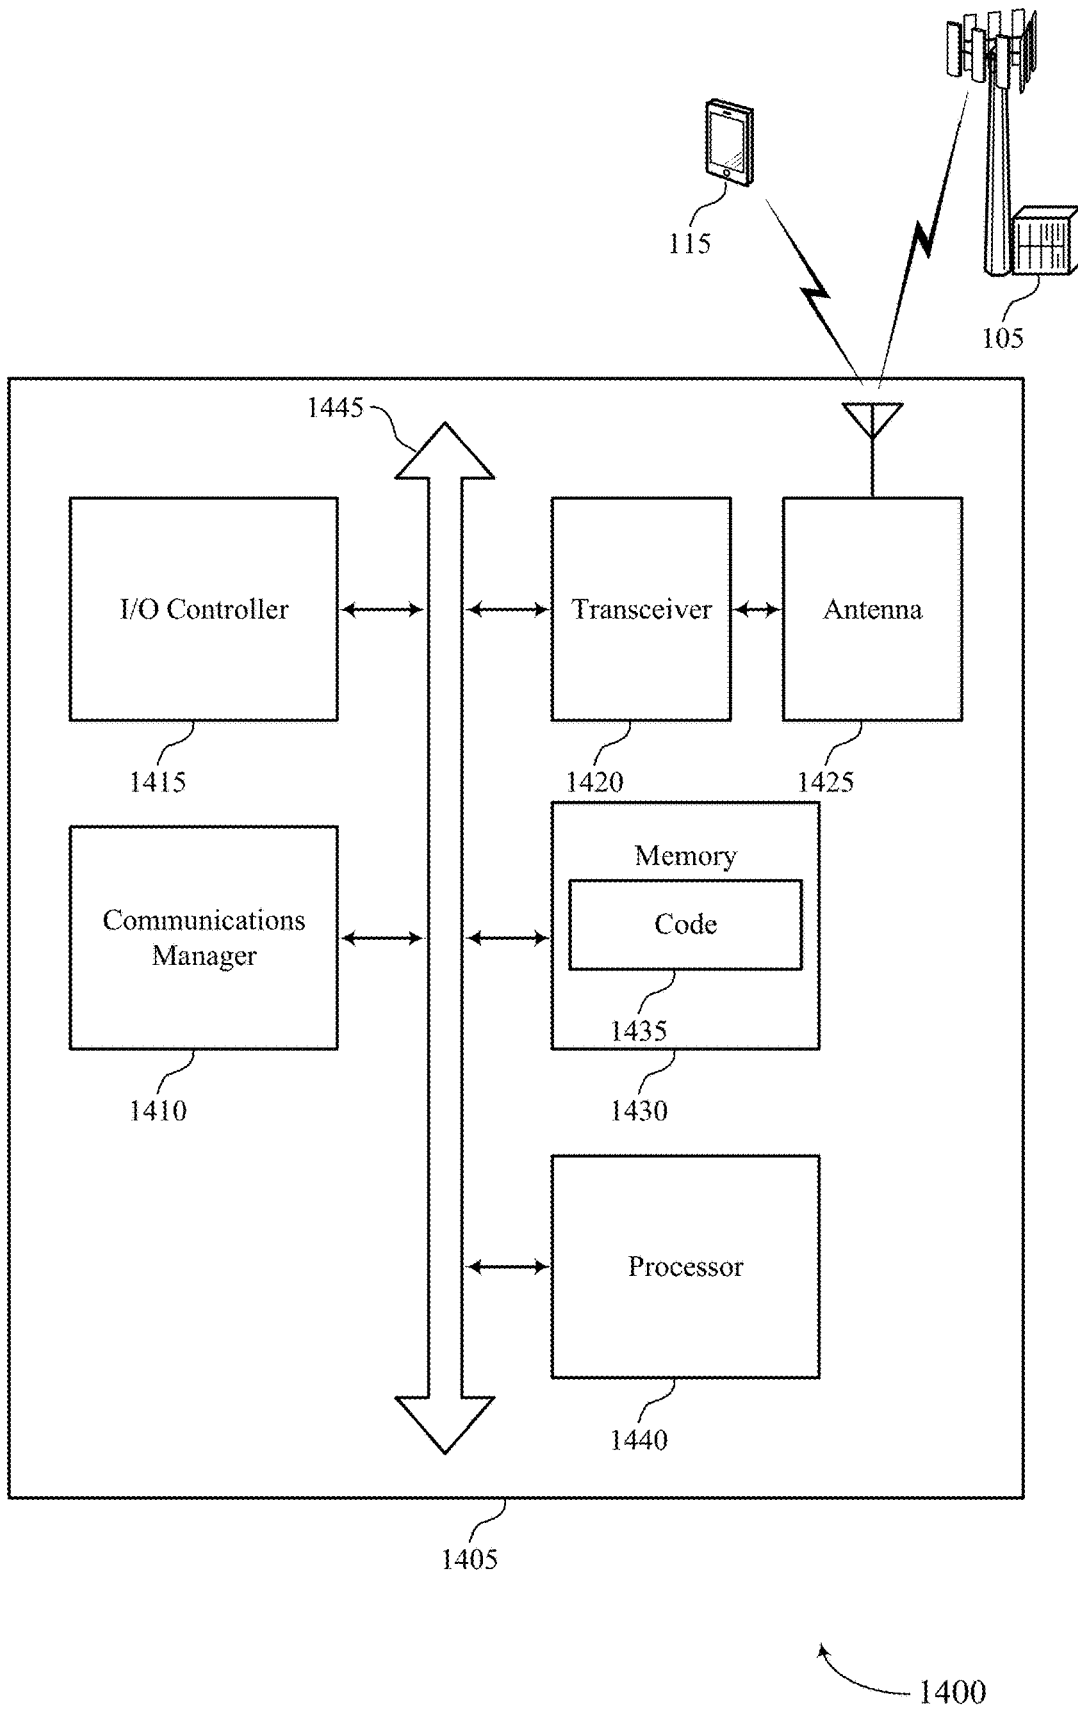 115
105
1445
I/O Controller
Transceiver
Antenna
1415
1420
1425
Communications
Manager
Memory
Code
1435
1410
1430
Processor
1440
1405
1400